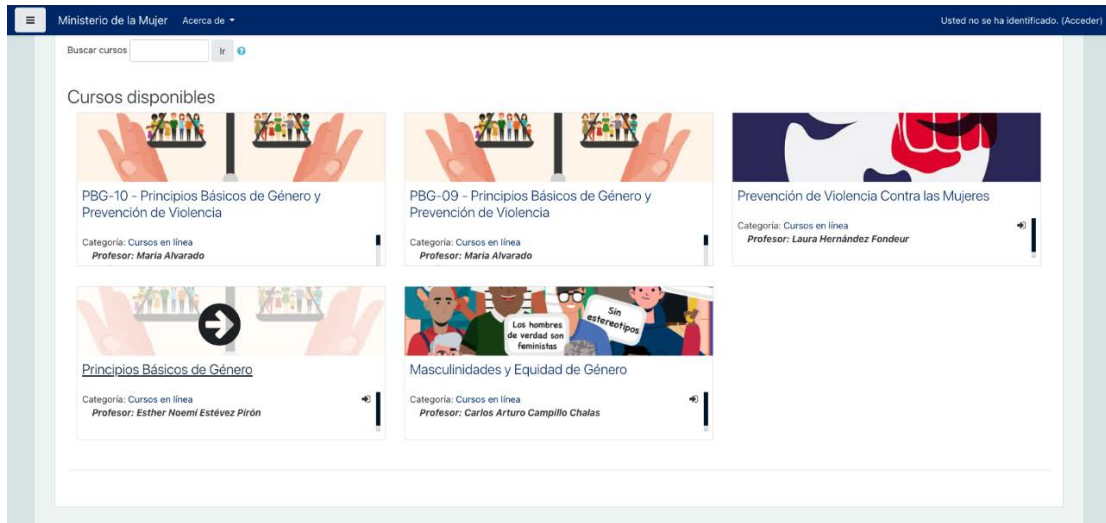 Ministerio de la Mujer Acerca de
Usted no se ha identificado. (Acceder)
Buscar cursos Ir
Cursos disponibles
PBG-10 - Principios Básicos de Género y
Prevención de Violencia
Categoría: Cursos en línea
Profesor: María Alvarado
PBG-09 - Principios Básicos de Género y
Prevención de Violencia
Categoría: Cursos en línea
Profesor: María Alvarado
Prevención de Violencia Contra las Mujeres
Categoría: Cursos en línea
Profesor: Laura Hernández Fondeur
Principios Básicos de Género
Categoría: Cursos en línea
Profesor: Esther Noemí Estévez Pirón
Los hombres
de verdad son
feministas
Sin
estereotipos
Masculinidades y Equidad de Género
Categoría: Cursos en línea
Profesor: Carlos Arturo Campillo Chalas